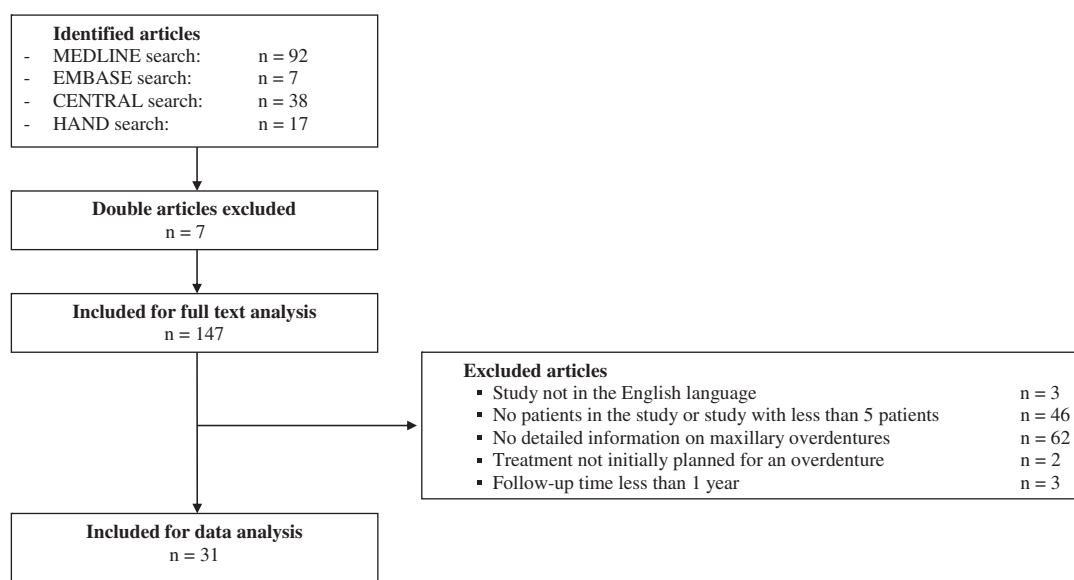 Identified articles
- MEDLINE search: n = 92
- EMBASE search: n = 7
- CENTRAL search: n = 38
- HAND search: n = 17
Double articles excluded
n = 7
Included for full text analysis
n = 147
Excluded articles
▪ Study not in the English language n = 3
▪ No patients in the study or study with less than 5 patients n = 46
▪ No detailed information on maxillary overdentures n = 62
▪ Treatment not initially planned for an overdenture n = 2
▪ Follow-up time less than 1 year n = 3
Included for data analysis
n = 31